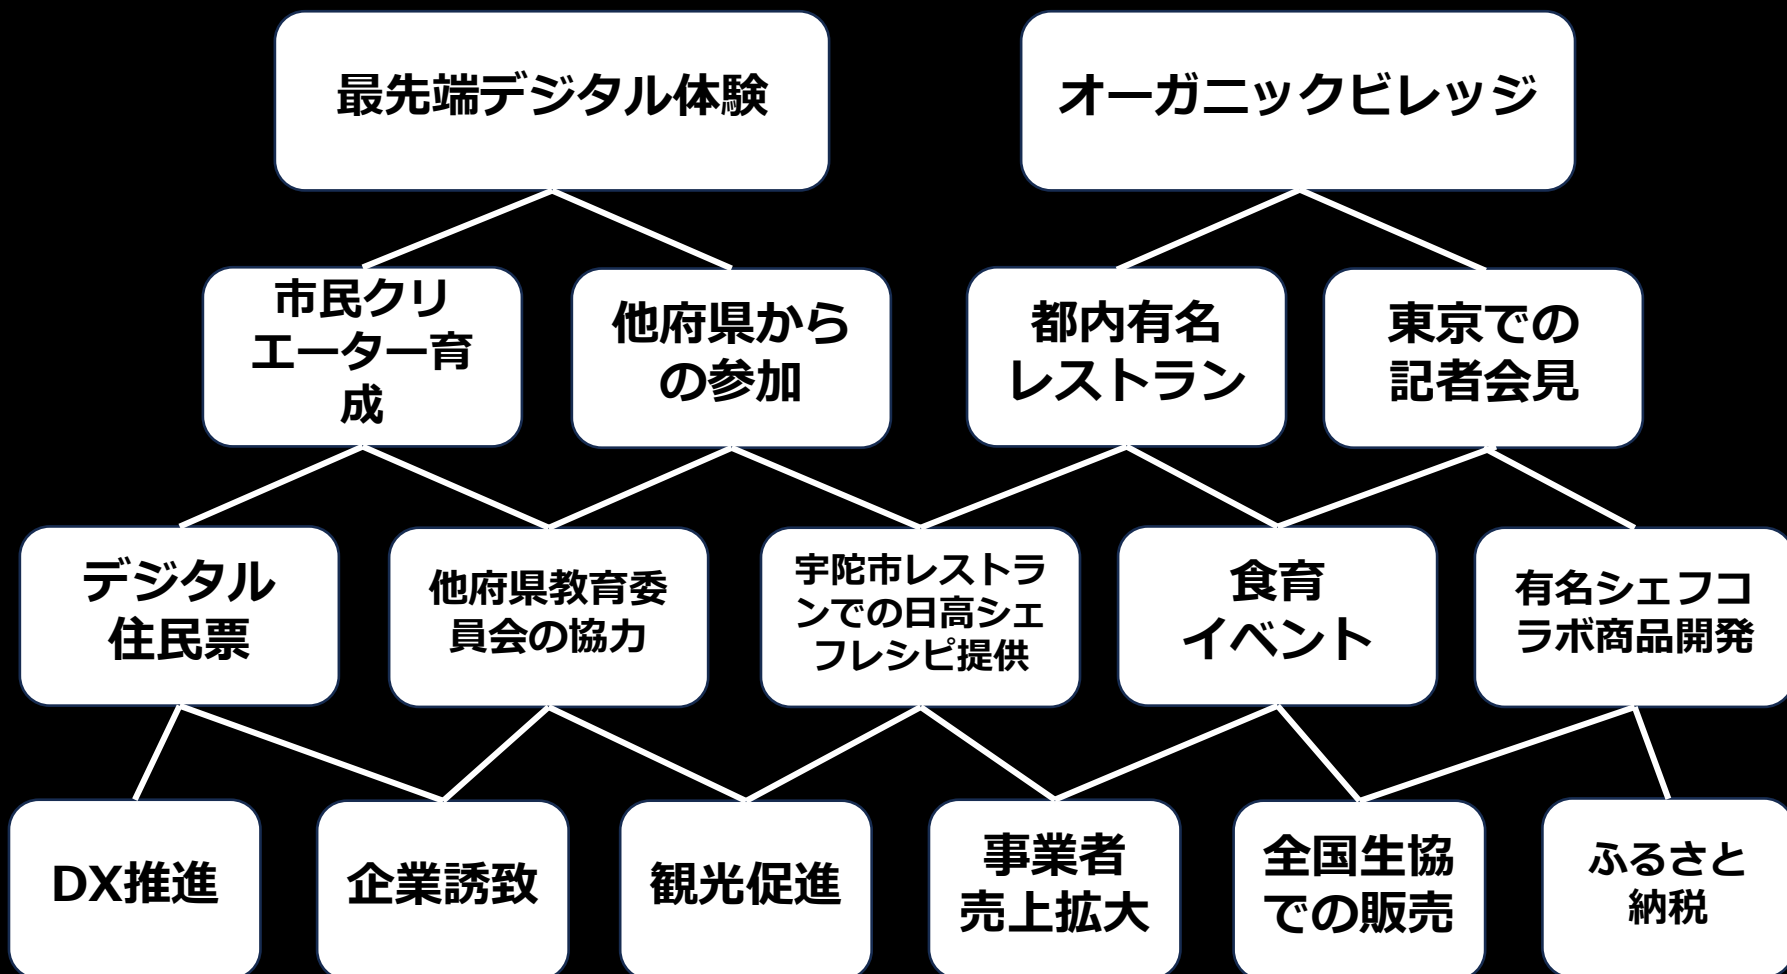 最先端デジタル体験
オーガニックビレッジ
市民クリ
エーター育
成
他府県から
の参加
都内有名
レストラン
東京での
記者会見
デジタル
住民票
他府県教育委
員会の協力
宇陀市レストラ
ンでの日高シェ
フレシピ提供
食育
イベント
有名シェフコ
ラボ商品開発
DX推進
企業誘致
観光促進
事業者
売上拡大
全国生協
での販売
ふるさと
納税